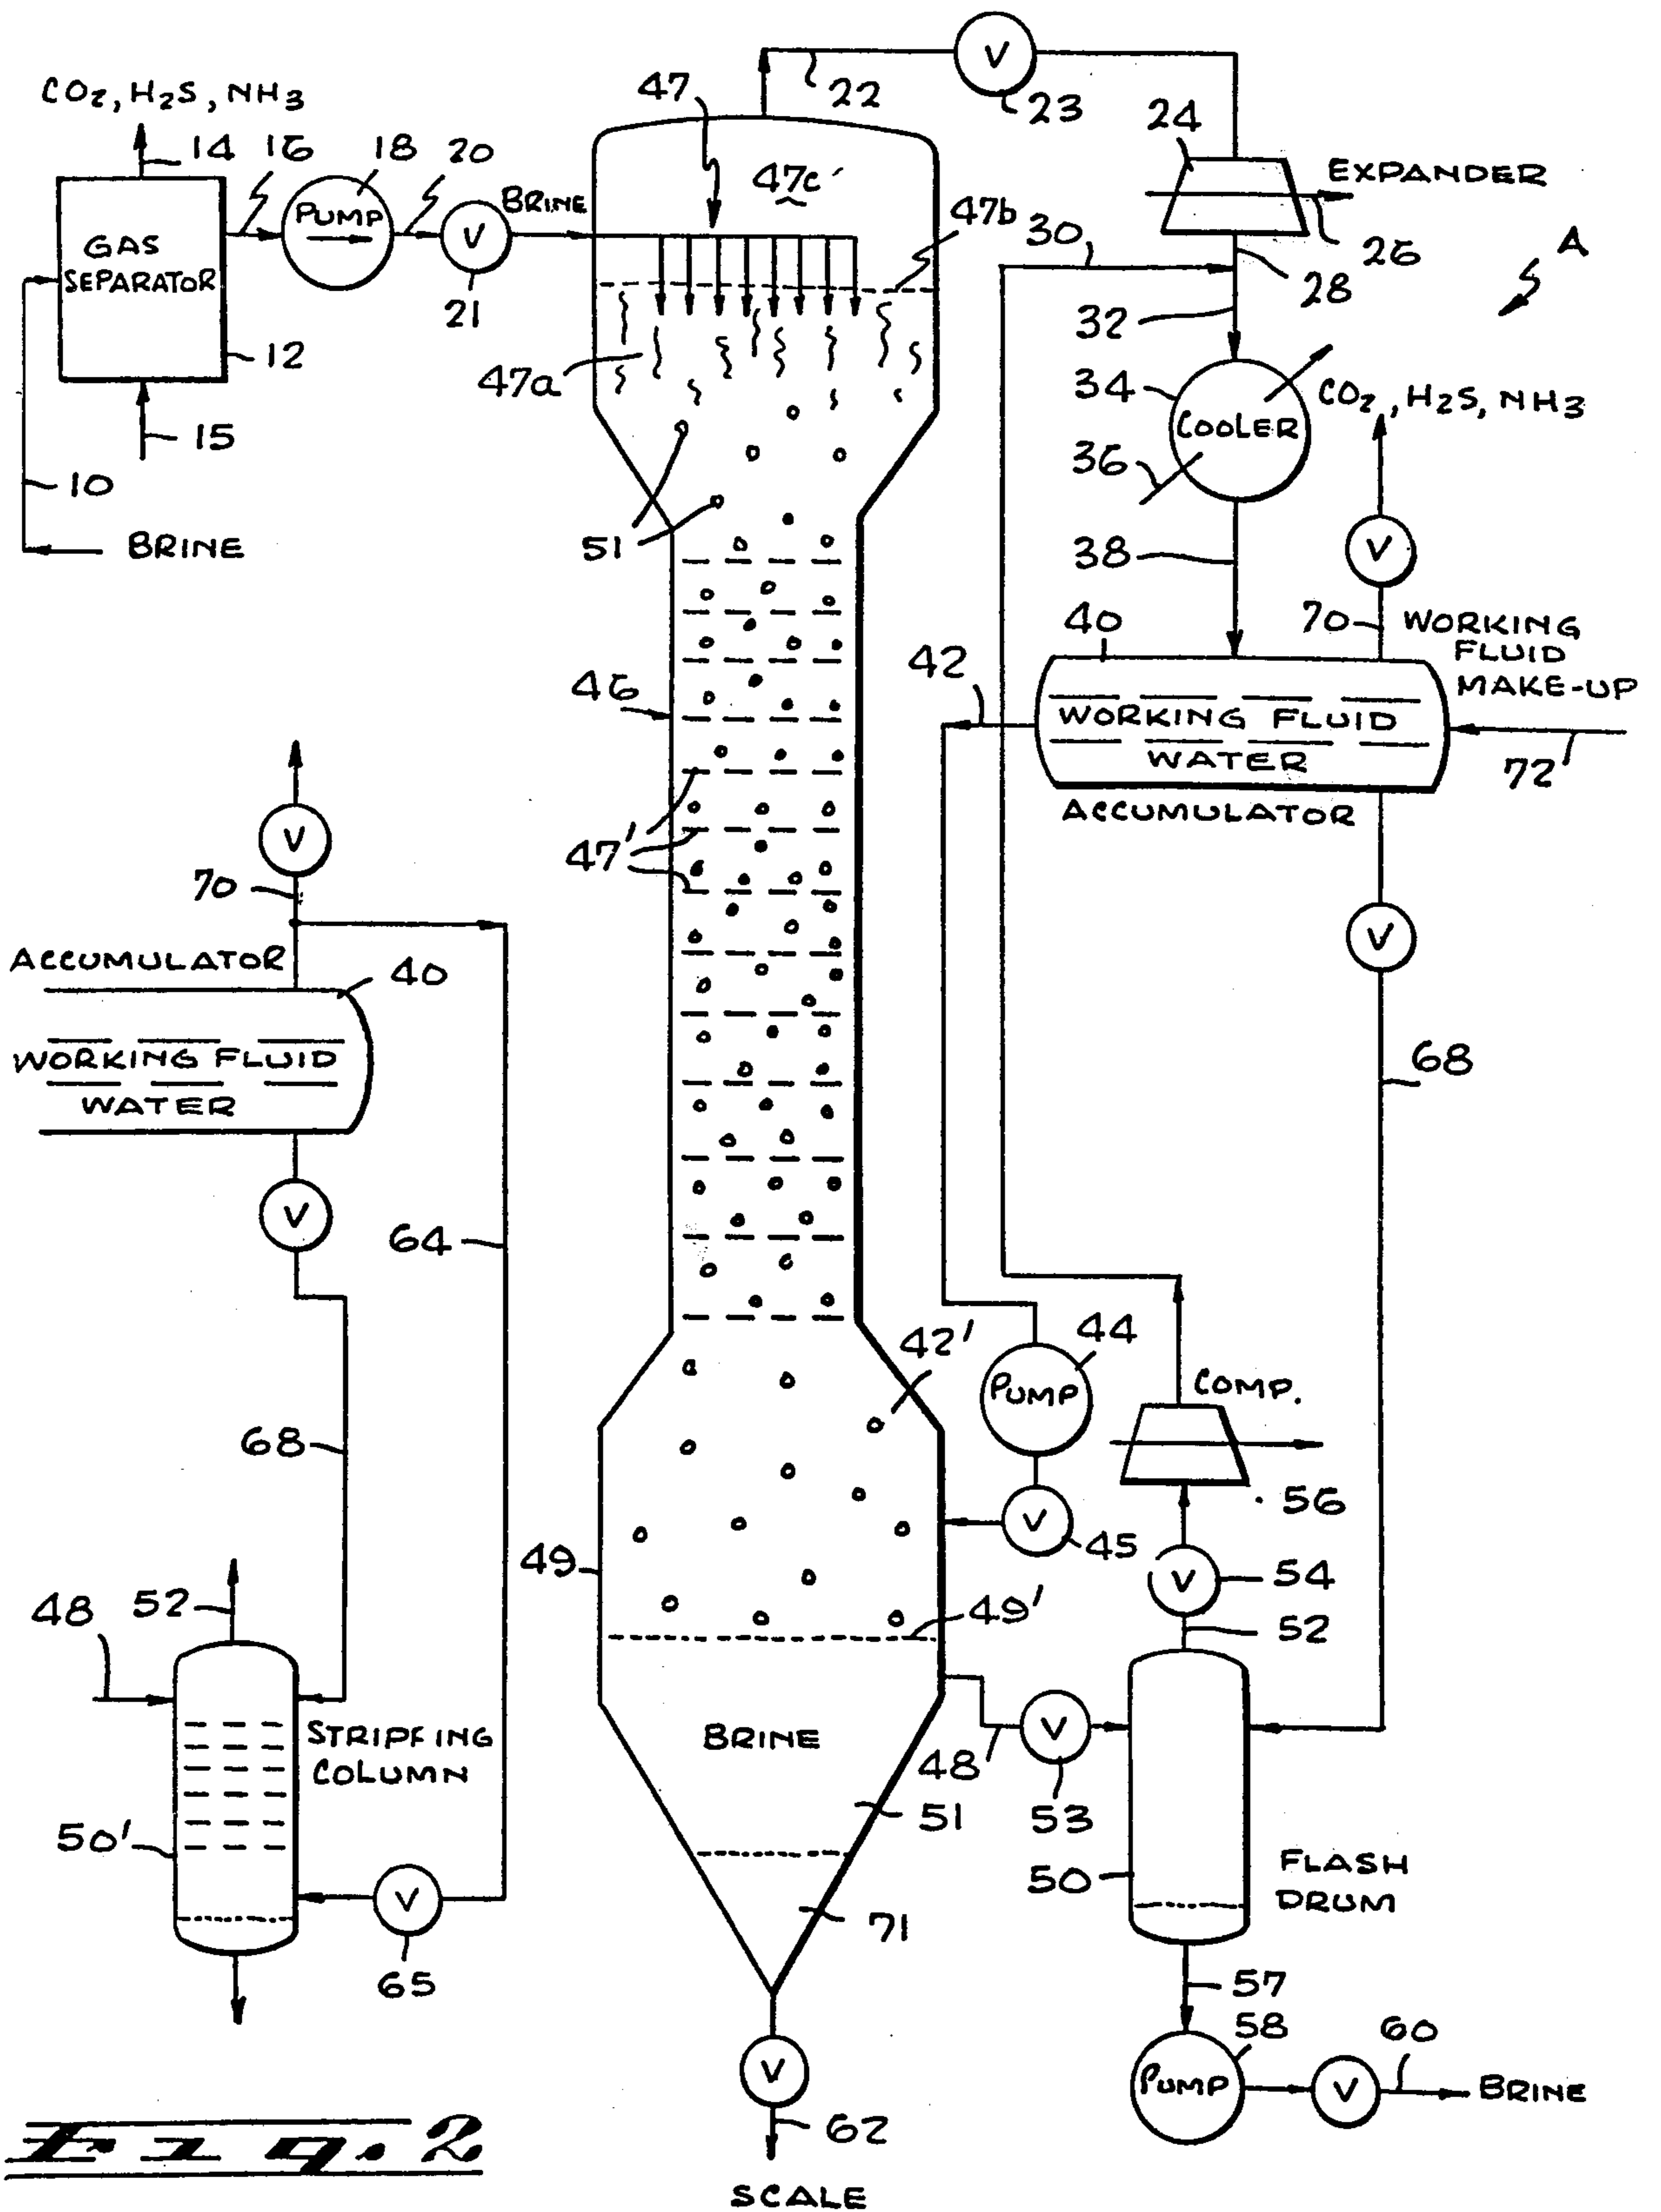 CO2, H2S, NH3
14
16
18
20
PUMP
GAS
SEPARATOR
V
BRINE
21
12
15
10
BRINE
47
22
V
23
47c'
47b
47a
24
EXPANDER
26
30
28
A
32
34
COOLER
CO2, H2S, NH3
36
V
38
51
46
47'
40
70
WORKING
FLUID
MAKE-UP
42
WORKING FLUID
WATER
72
ACCUMULATOR
V
68
V
70
ACCUMULATOR
40
WORKING FLUID
WATER
V
64
68
42'
44
PUMP
COMP.
56
V
45
V
54
49
49'
52
48
52
STRIPPING
COLUMN
50'
V
65
BRINE
48
V
53
51
71
50
FLASH
DRUM
57
58
PUMP
V
60
BRINE
V
62
SCALE
Fig. 2